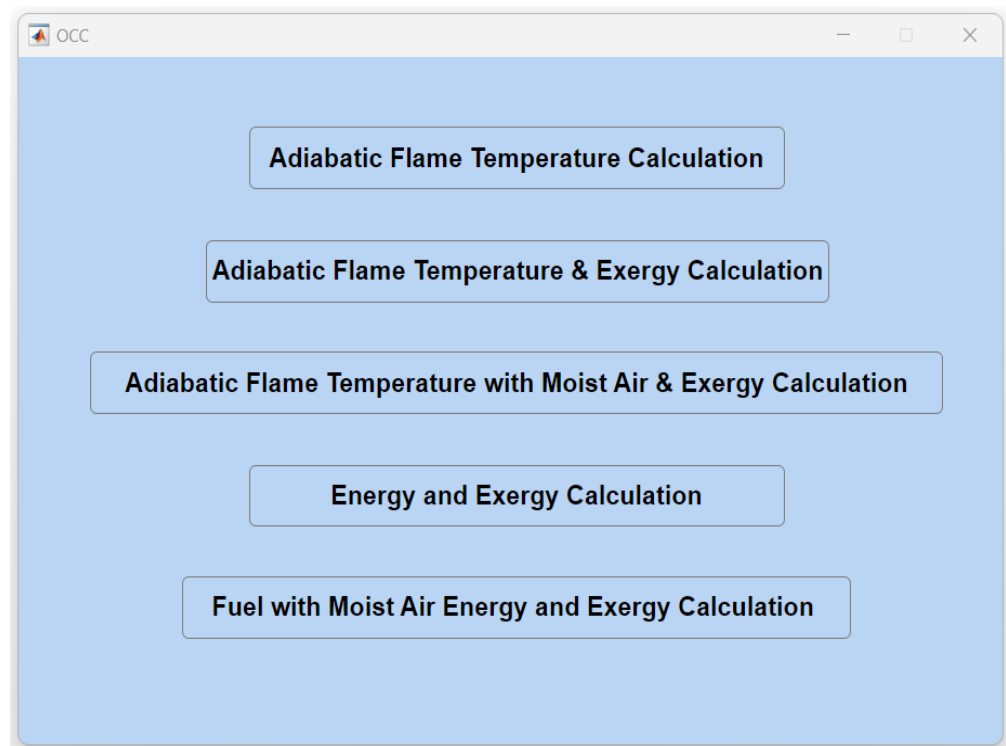 OCC
Adiabatic Flame Temperature Calculation
Adiabatic Flame Temperature & Exergy Calculation
Adiabatic Flame Temperature with Moist Air & Exergy Calculation
Energy and Exergy Calculation
Fuel with Moist Air Energy and Exergy Calculation